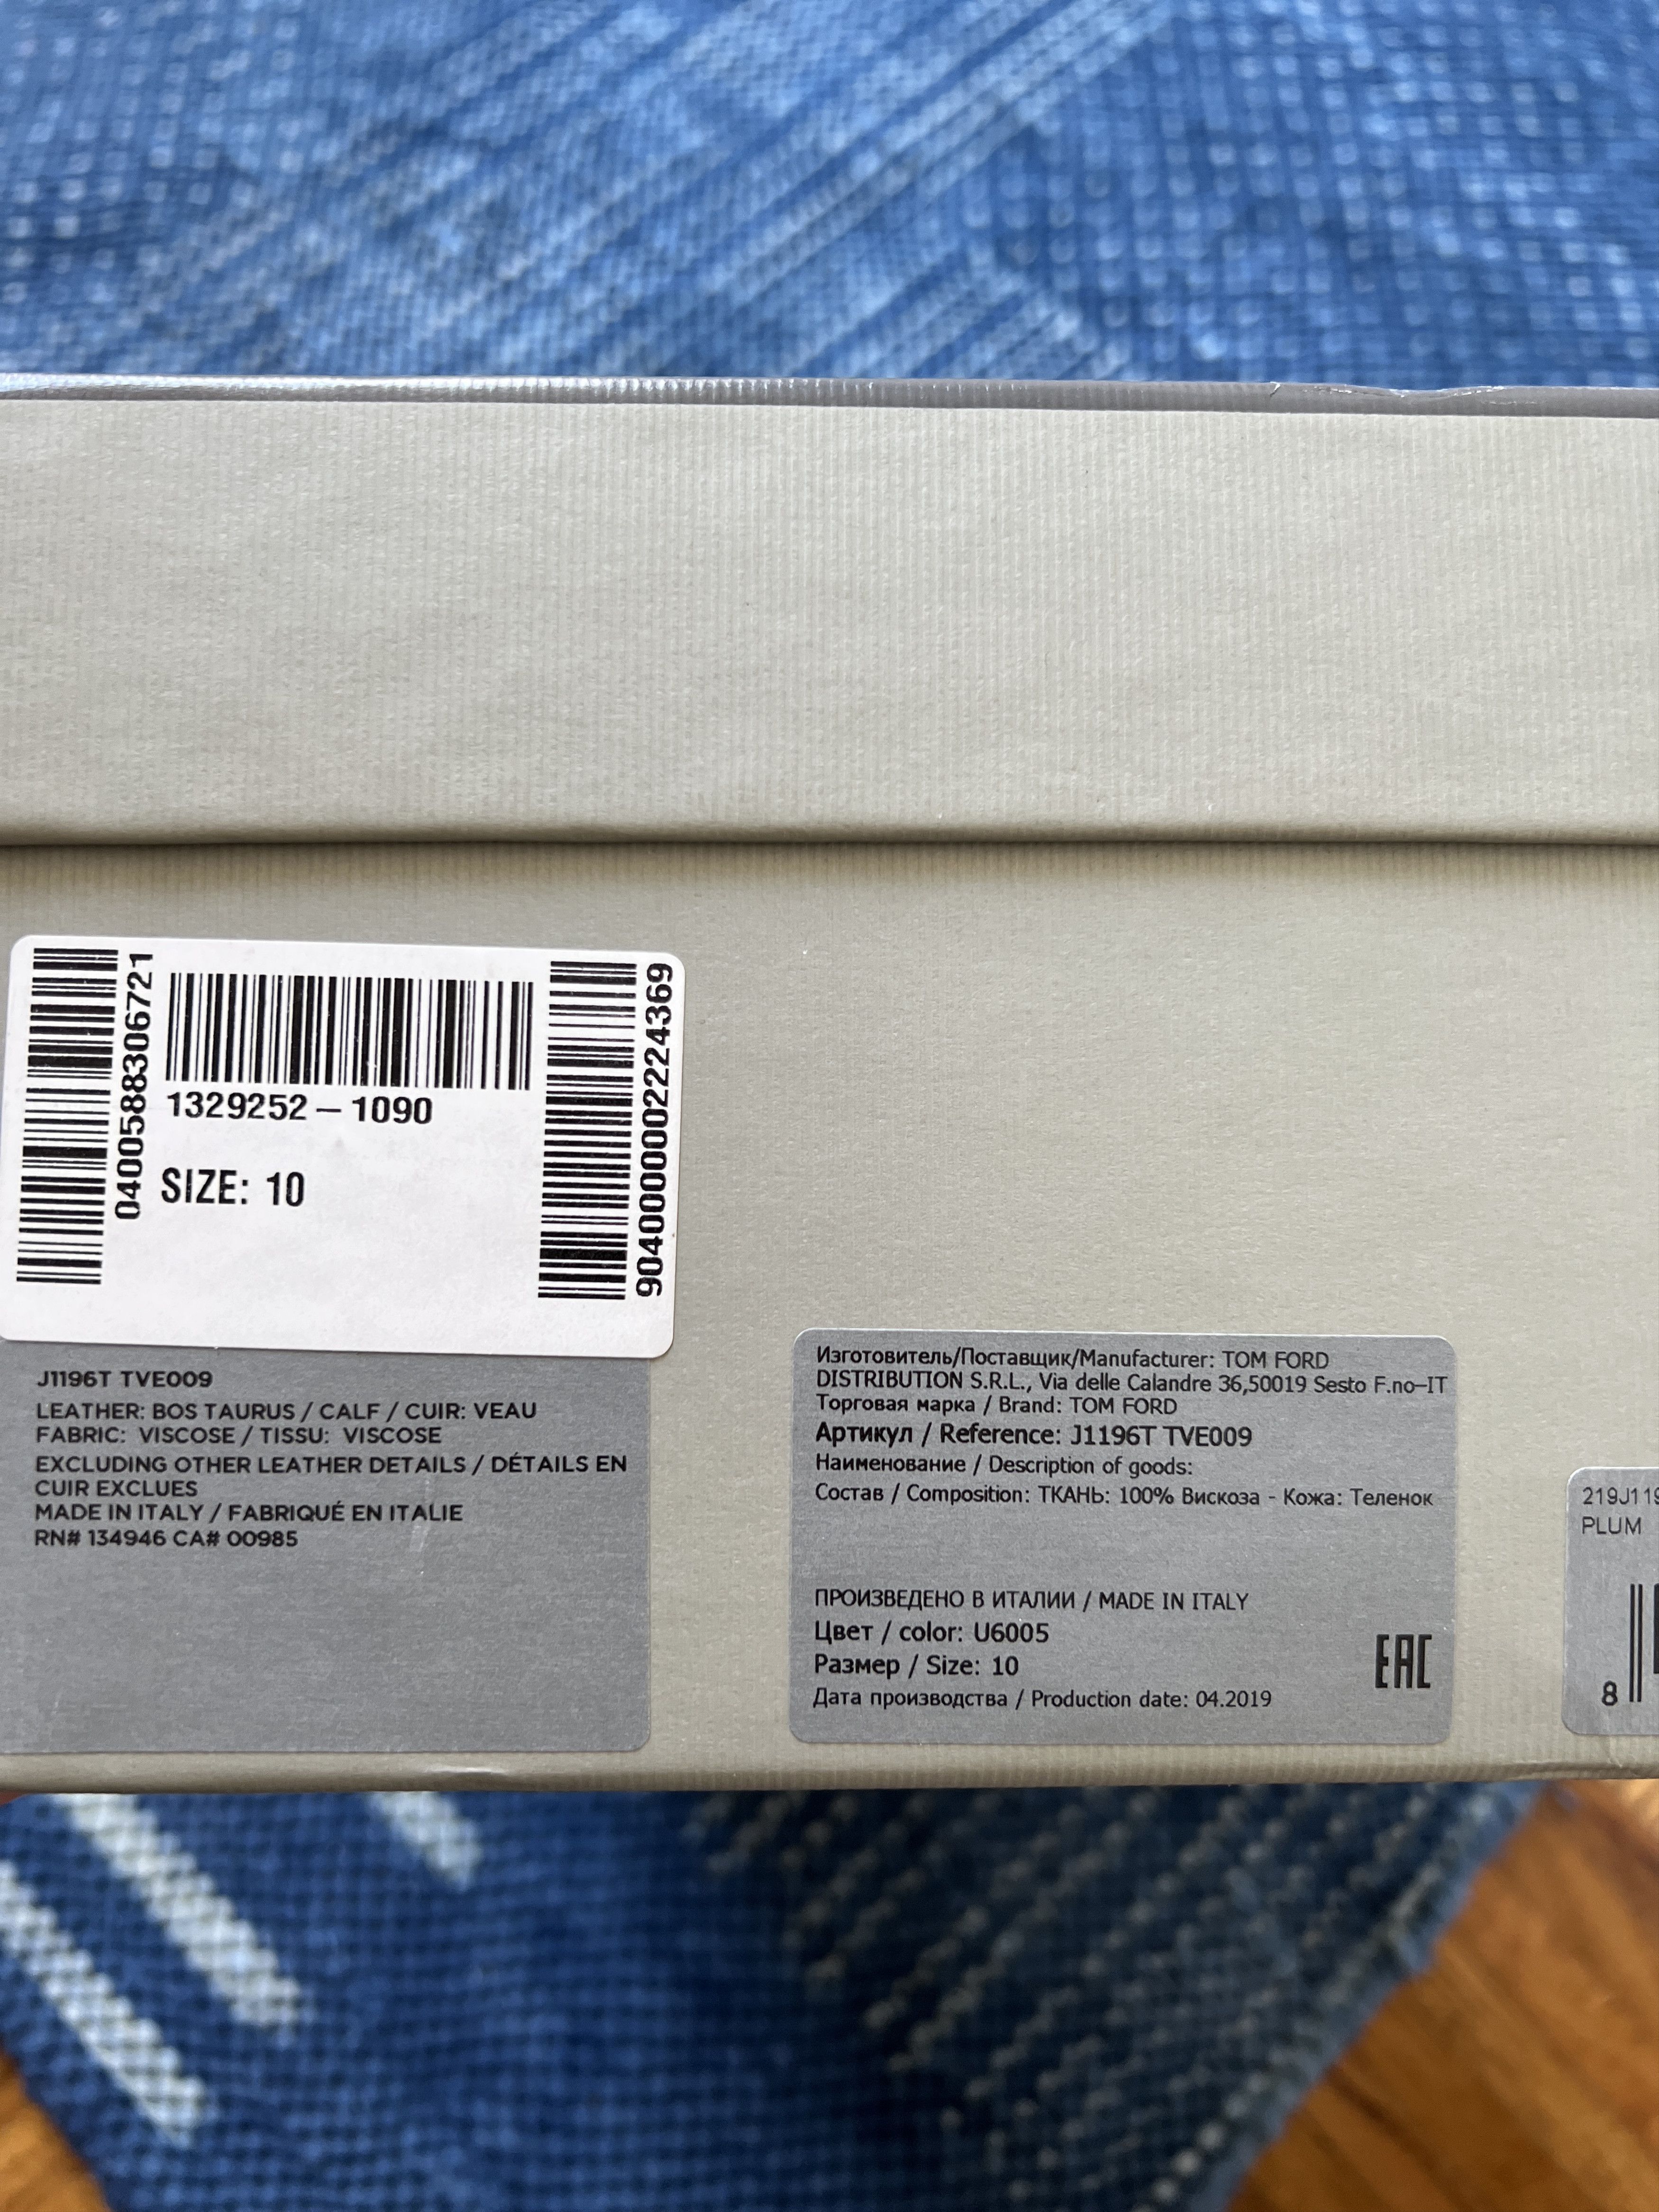 0400588306721
1329252-1090
SIZE: 10
9040000002224369
J1196T TVE009
LEATHER: BOS TAURUS / CALF / CUIR: VEAU
FABRIC: VISCOSE / TISSU: VISCOSE
EXCLUDING OTHER LEATHER DETAILS / DÉTAILS EN
CUIR EXCLUES
MADE IN ITALY / FABRIQUÉ EN ITALIE
RN# 134946 CA# 00985
Изготовитель/Поставщик/Manufacturer: TOM FORD
DISTRIBUTION S.R.L., Via delle Calandre 36,50019 Sesto F.no-IT
Торговая марка / Brand: TOM FORD
Артикул / Reference: J1196T TVE009
Наименование / Description of goods:
Состав / Composition: ТКАНЬ: 100% Вискоза - Кожа: Теленок
ПРОИЗВЕДЕНО В ИТАЛИИ / MADE IN ITALY
Цвет / color: U6005
Размер / Size: 10
Дата производства / Production date: 04.2019
EAC
219J119
PLUM
8